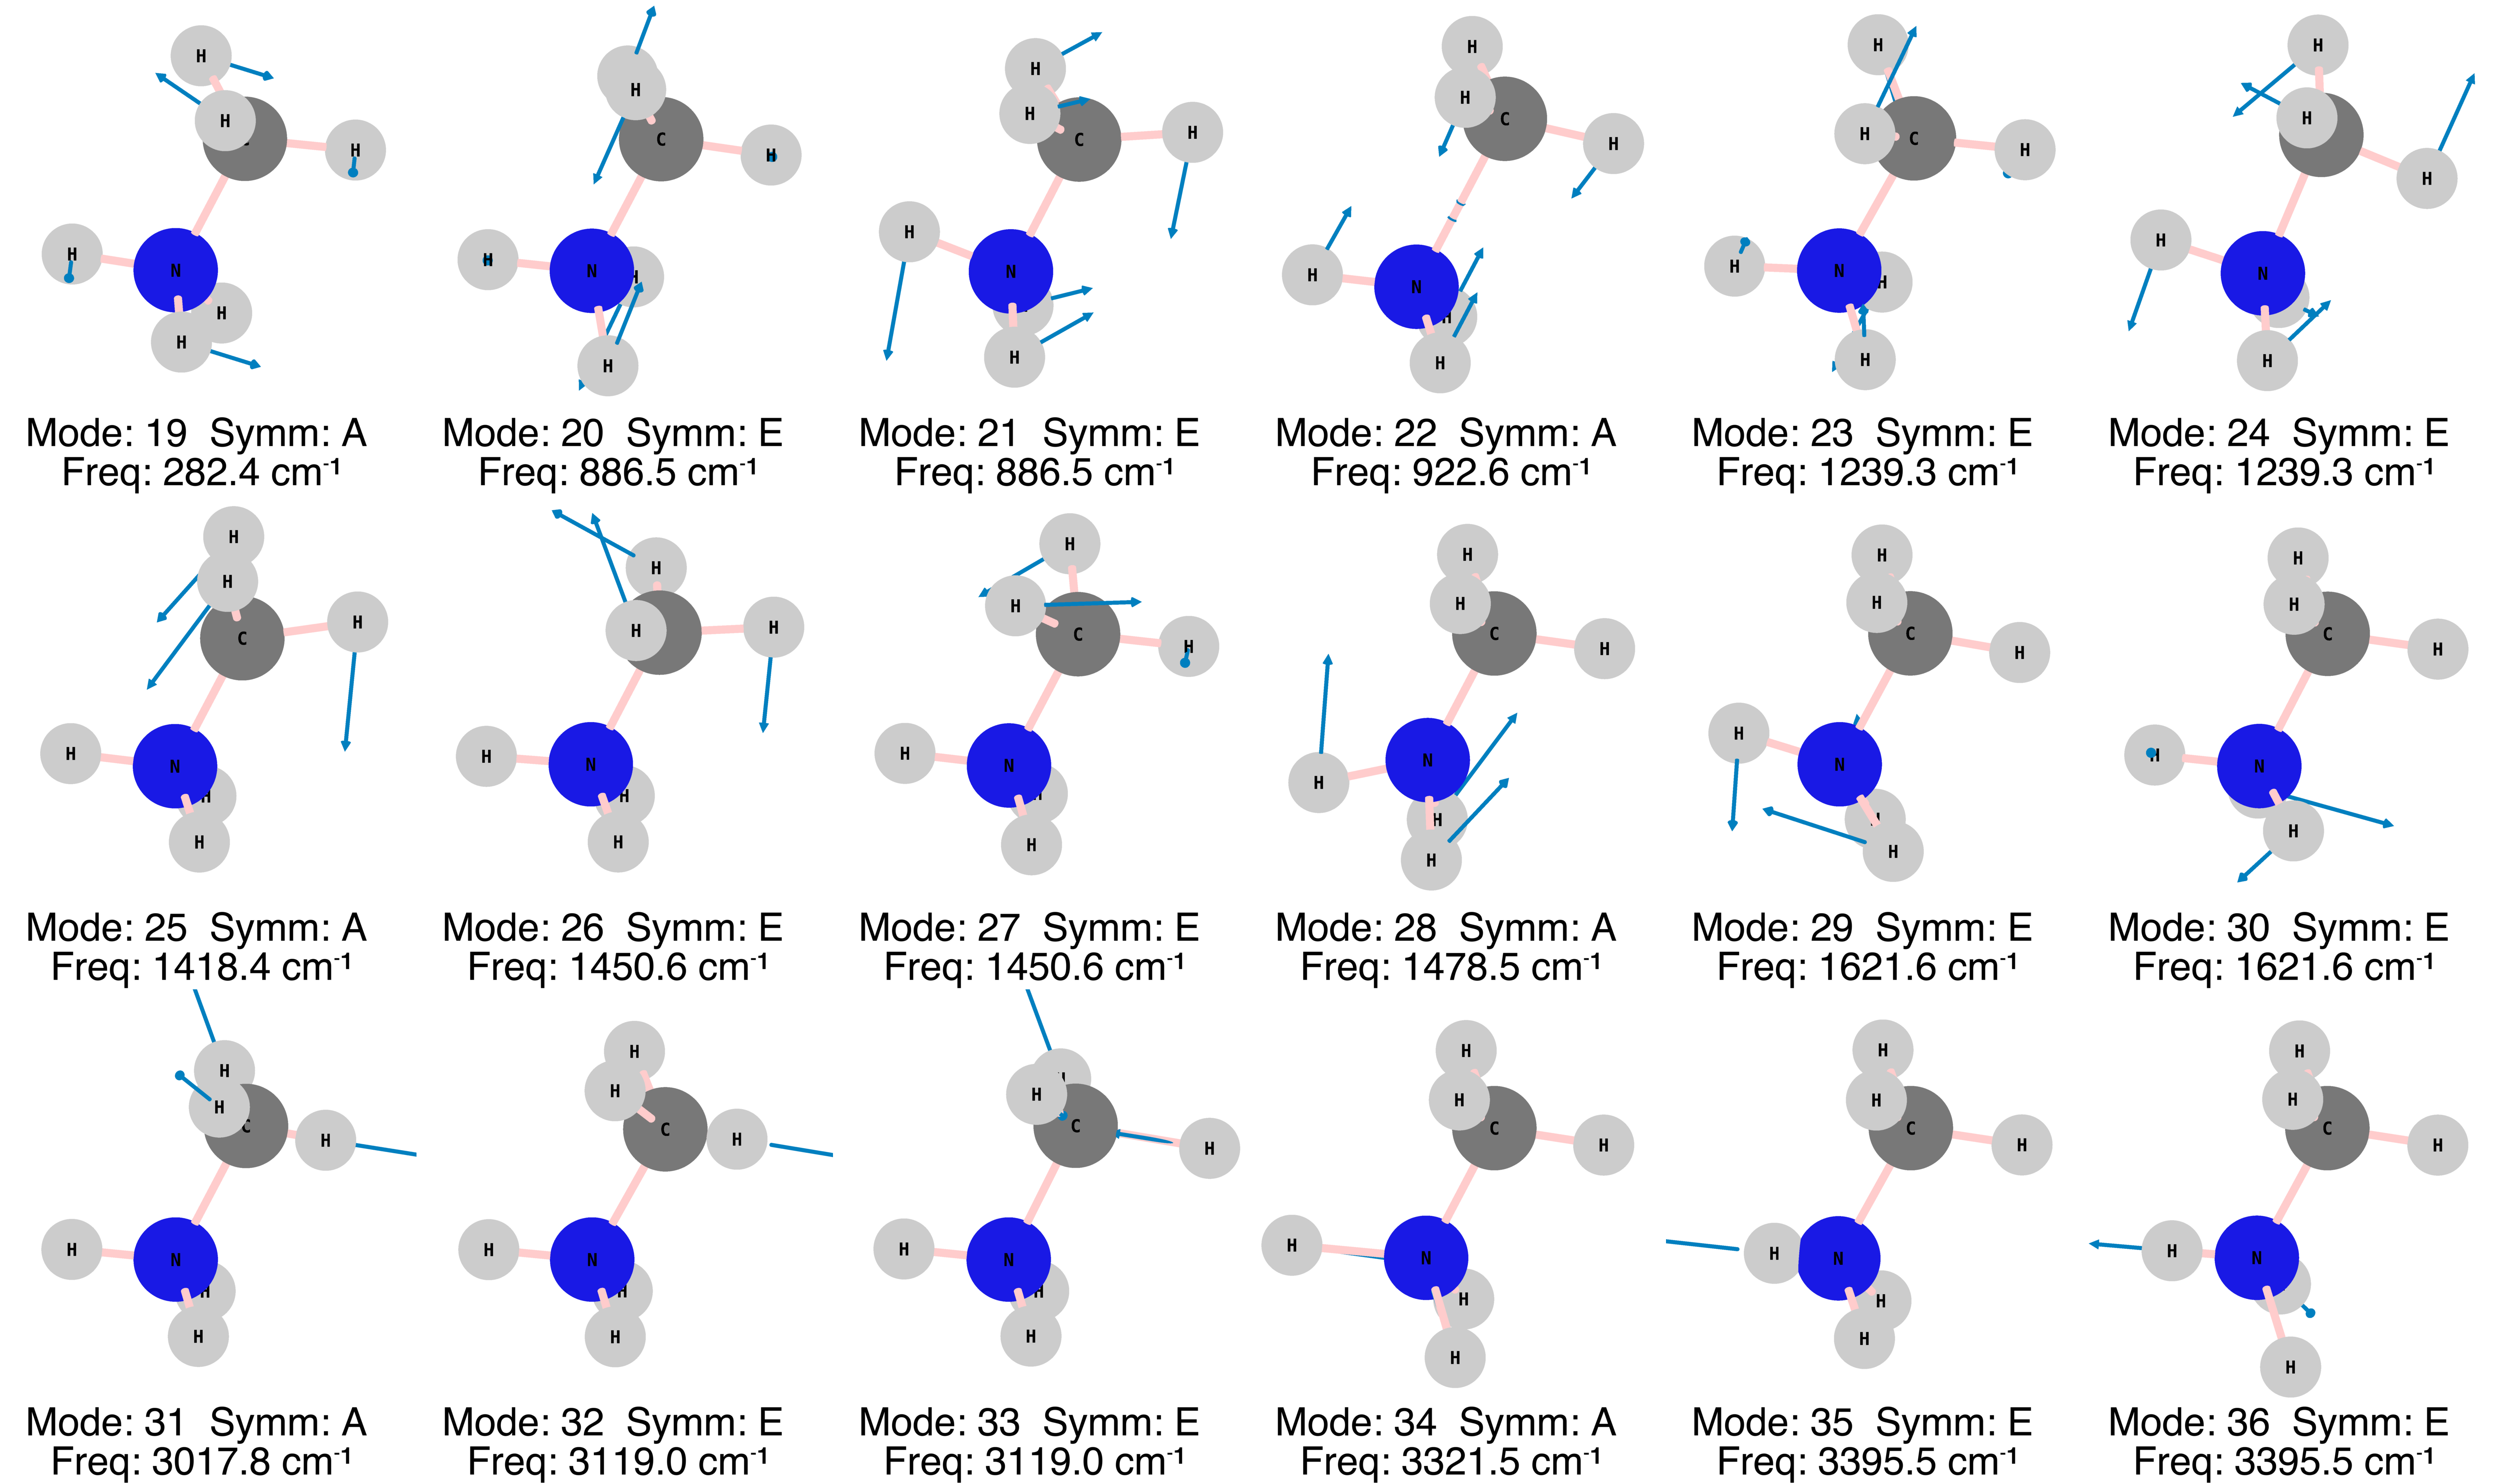 H
H
C
H
H
N
H
H
Mode: 19 Symm: A
Freq: 282.4 cm⁻¹
H
C
H
H
N
H
H
Mode: 20 Symm: E
Freq: 886.5 cm⁻¹
H
H
C
H
H
N
H
Mode: 21 Symm: E
Freq: 886.5 cm⁻¹
H
H
C
H
H
N
H
H
Mode: 22 Symm: A
Freq: 922.6 cm⁻¹
H
H
C
H
H
N
H
H
Mode: 23 Symm: E
Freq: 1239.3 cm⁻¹
H
H
H
H
N
H
Mode: 24 Symm: E
Freq: 1239.3 cm⁻¹
H
H
H
C
H
N
H
H
Mode: 25 Symm: A
Freq: 1418.4 cm⁻¹
H
H
H
H
N
H
H
Mode: 26 Symm: E
Freq: 1450.6 cm⁻¹
H
H
C
H
H
N
H
H
Mode: 27 Symm: E
Freq: 1450.6 cm⁻¹
H
H
C
H
N
H
H
H
Mode: 28 Symm: A
Freq: 1478.5 cm⁻¹
H
H
C
H
H
N
H
Mode: 29 Symm: E
Freq: 1621.6 cm⁻¹
H
H
C
H
H
N
H
Mode: 30 Symm: E
Freq: 1621.6 cm⁻¹
H
H
C
H
H
N
H
H
Mode: 31 Symm: A
Freq: 3017.8 cm⁻¹
H
H
C
H
H
N
H
H
Mode: 32 Symm: E
Freq: 3119.0 cm⁻¹
H
C
H
H
N
H
H
Mode: 33 Symm: E
Freq: 3119.0 cm⁻¹
H
H
C
H
H
N
H
H
Mode: 34 Symm: A
Freq: 3321.5 cm⁻¹
H
H
C
H
H
N
H
H
Mode: 35 Symm: E
Freq: 3395.5 cm⁻¹
H
H
C
H
H
N
H
Mode: 36 Symm: E
Freq: 3395.5 cm⁻¹